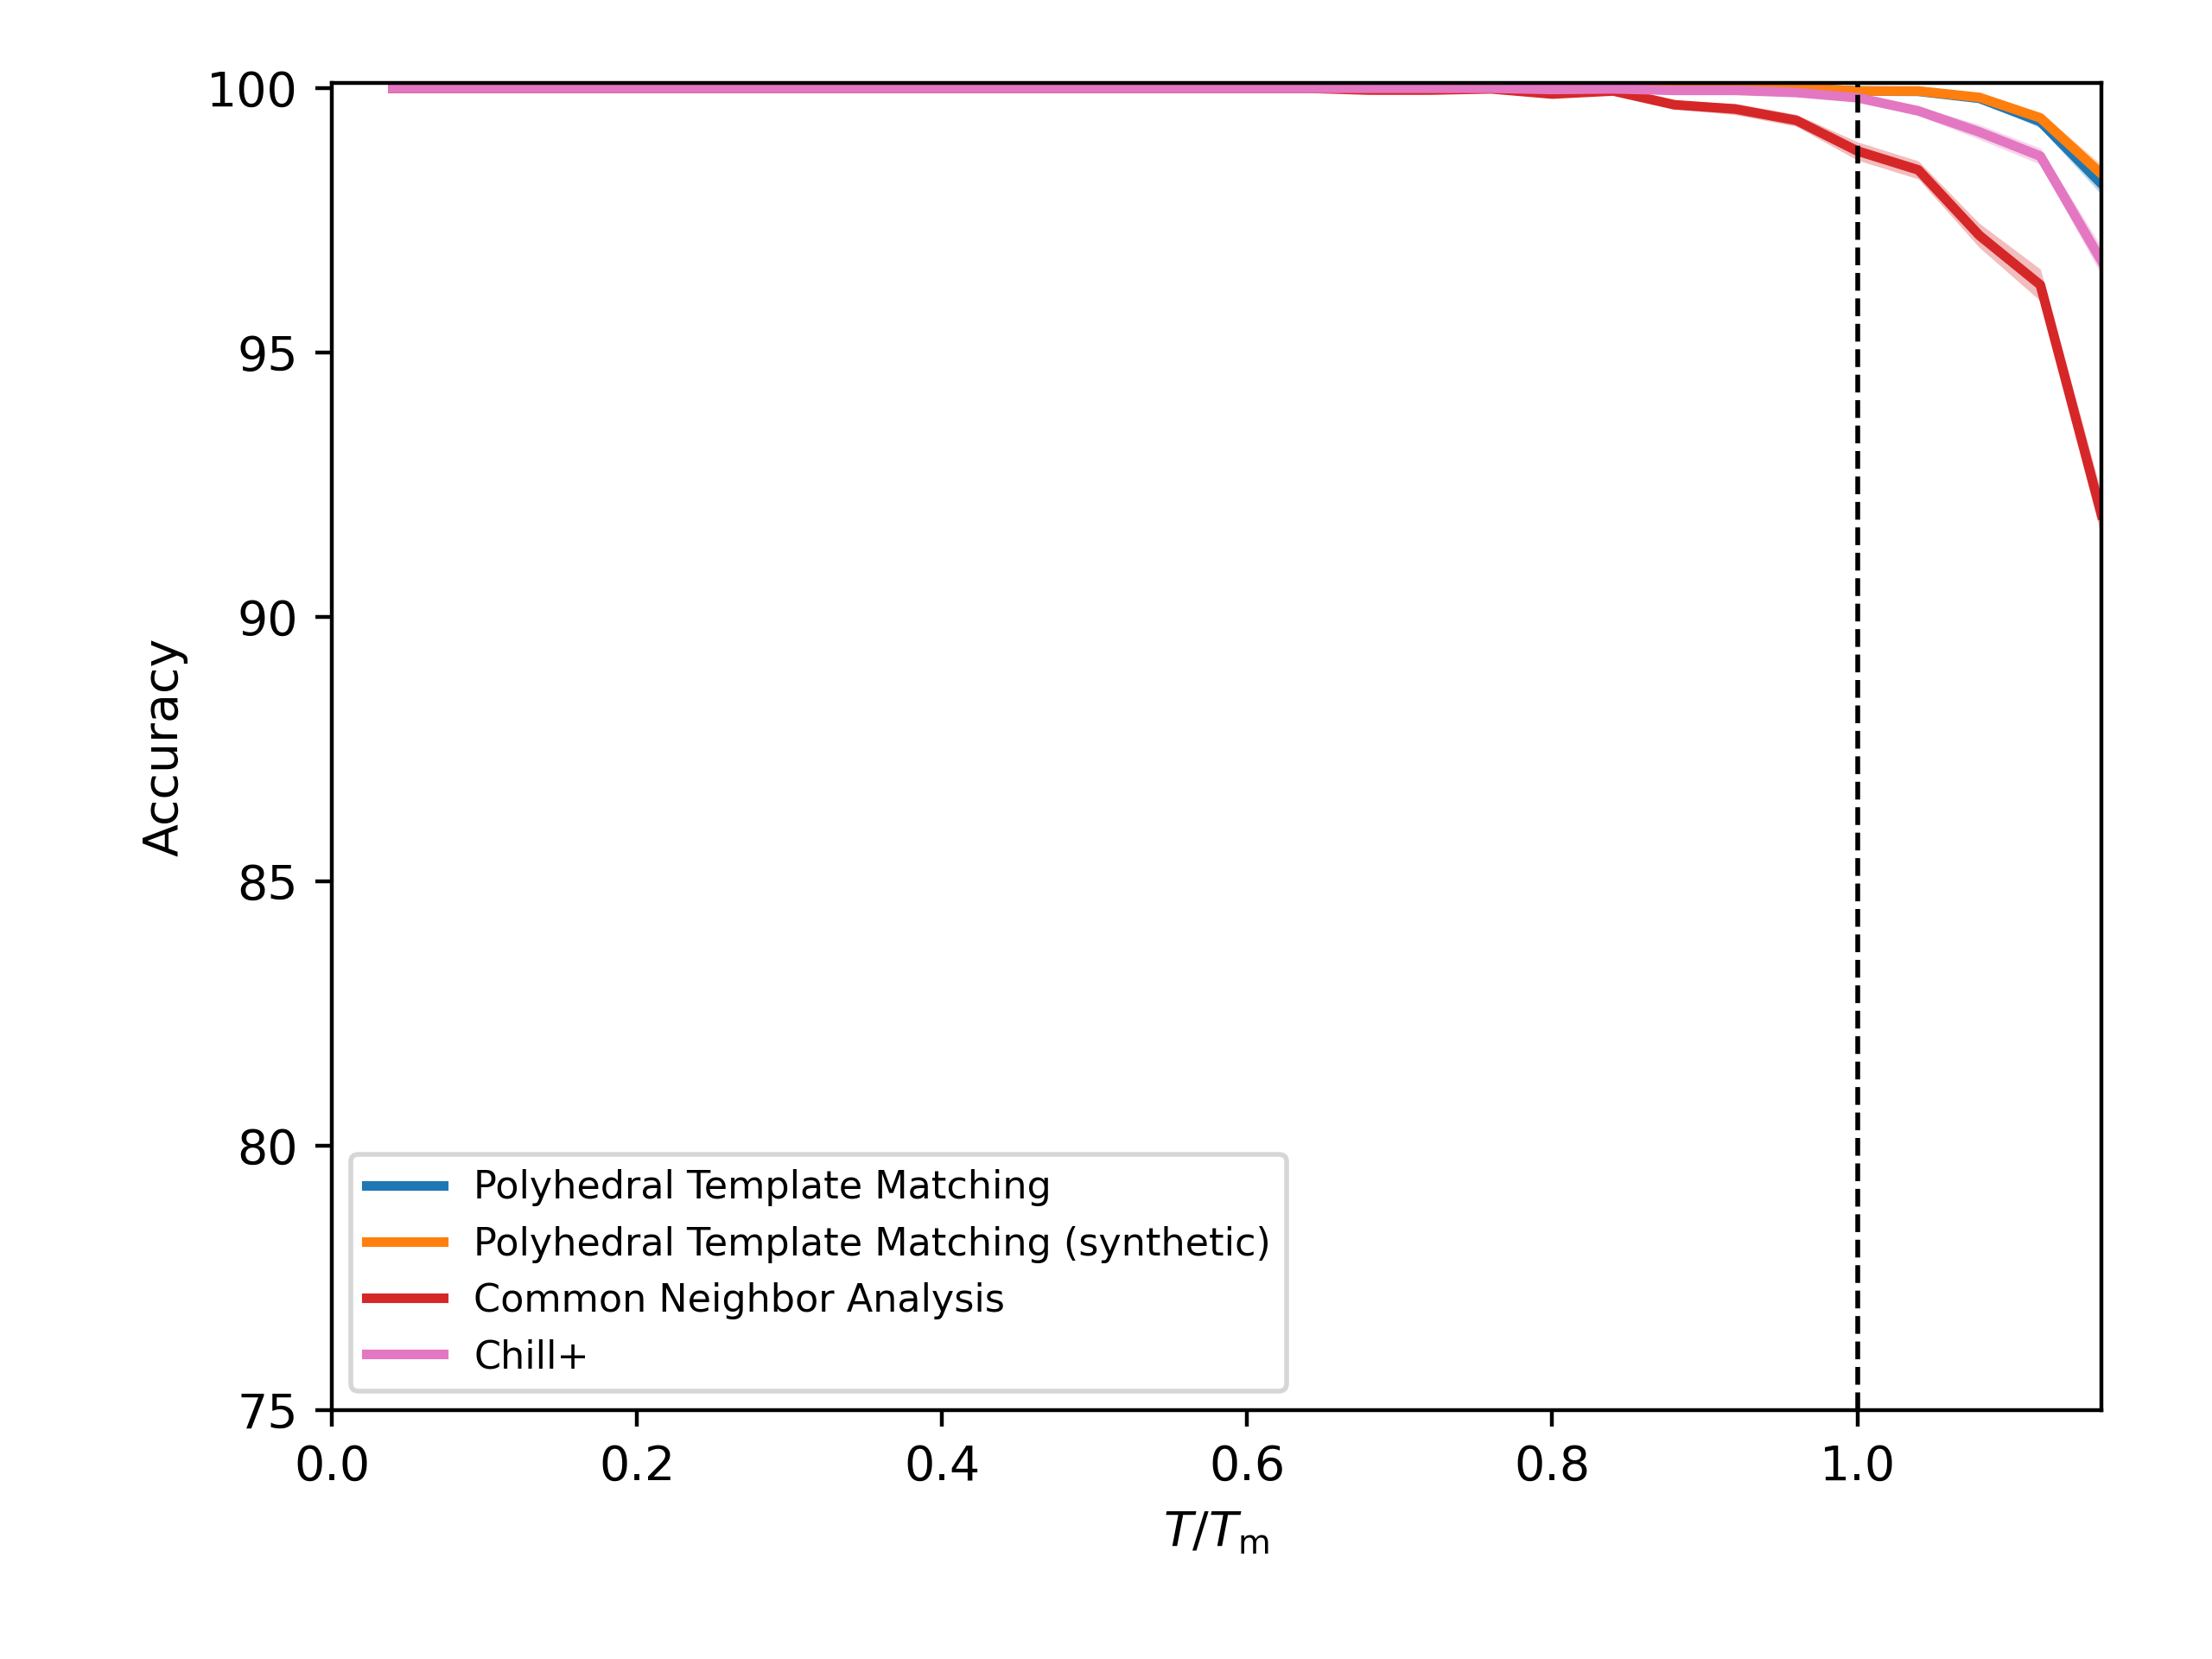 100
95
90
85
80
75
Accuracy
Polyhedral Template Matching
Polyhedral Template Matching (synthetic)
Common Neighbor Analysis
Chill+
0.0 0.2 0.4 0.6 0.8 1.0
T/Tm